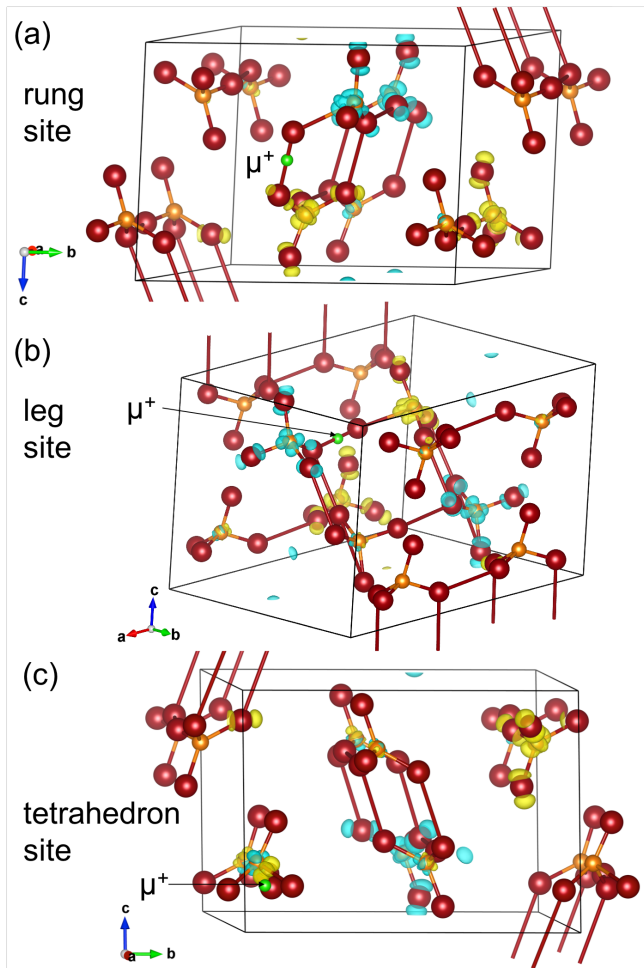 (a)
rung
site
μ+
a
b
c
(b)
leg
site
μ+
c
a
b
(c)
tetrahedron
site
μ+
c
a
b